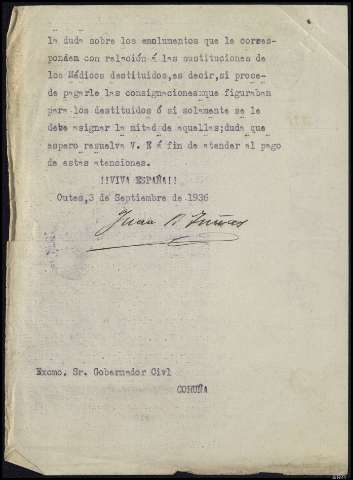 la duda sobre los emolumentos que le corres-
ponden con relación á las sustituciones de
los Médicos destituidos,es decir,si proce-
de pagarle las consignaciones que figuraban
para los destituidos ó si solamente se le
debe asignar la mitad de aquellas;duda que
espero resuelva V. E á fin de atender al pago
de estas atenciones.
!!VIVA ESPAÑA!!
Outes,3 de Septiembre de 1936
Juan
Excmo. Sr. Gobernador Civl
CORUÑA